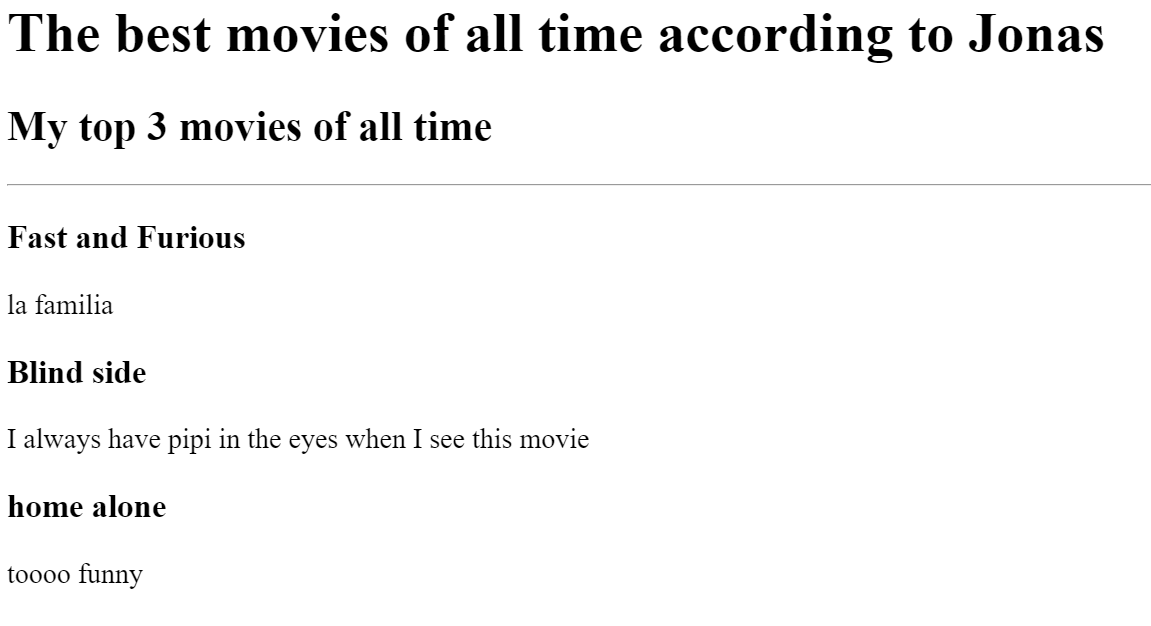 The best movies of all time according to Jonas
My top 3 movies of all time
Fast and Furious
la familia
Blind side
I always have pipi in the eyes when I see this movie
home alone
toooo funny